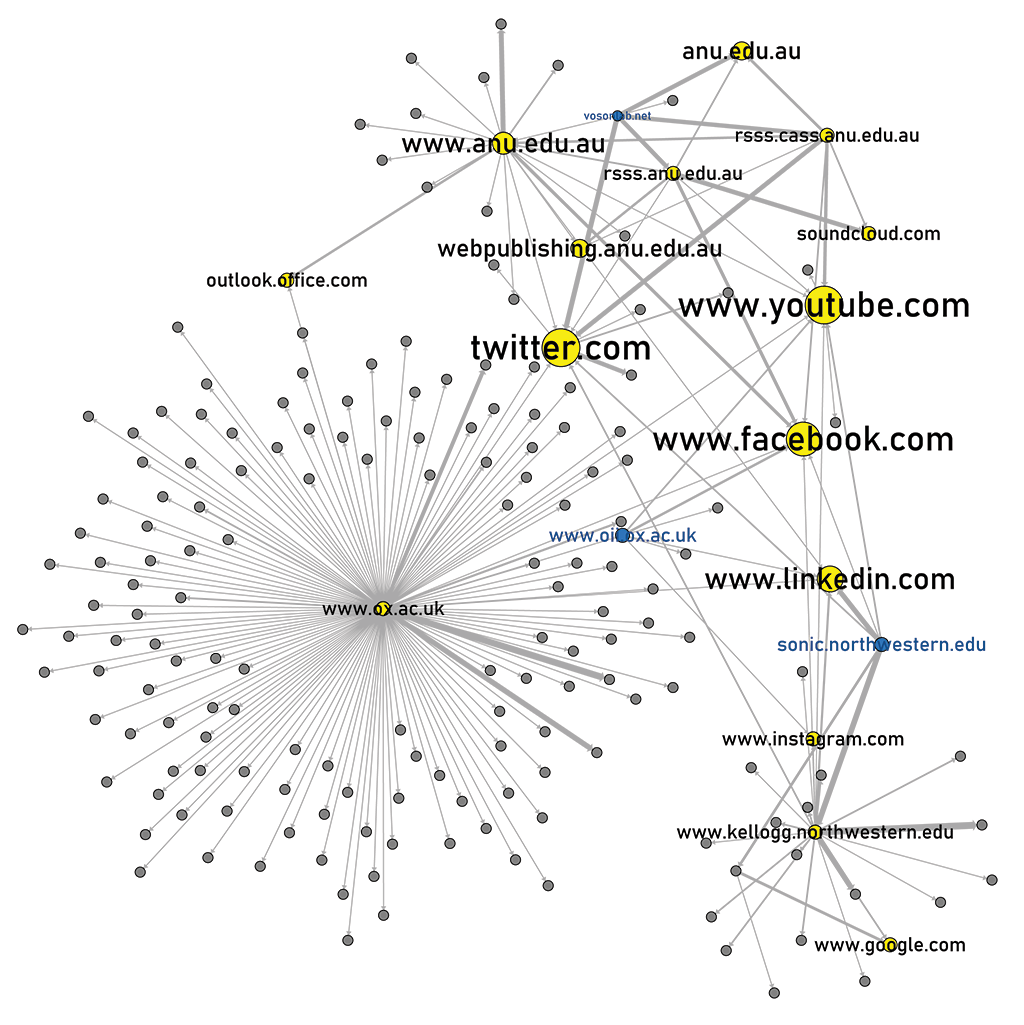 anu.edu.au
vosonlab.net
rsss.cass.anu.edu.au
www.anu.edu.au
rsss.anu.edu.au
soundcloud.com
webpublishing.anu.edu.au
outlook.office.com
www.youtube.com
twitter.com
www.facebook.com
www.oii.ox.ac.uk
www.linkedin.com
www.ox.ac.uk
sonic.northwestern.edu
www.instagram.com
www.kellogg.northwestern.edu
www.google.com